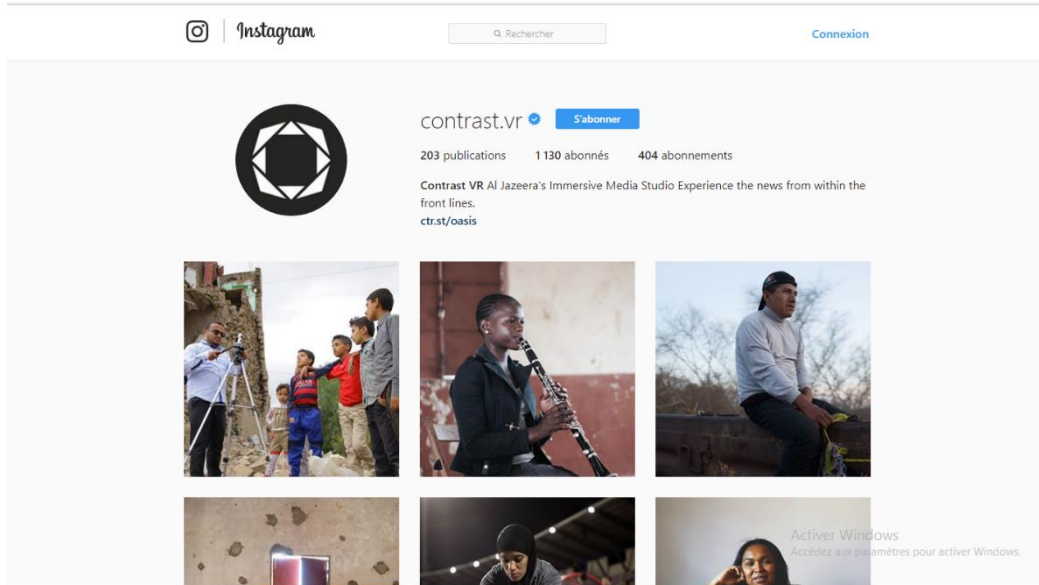 Instagram
Rechercher
Connexion
contrast.vr
S'abonner
203 publications 1 130 abonnés 404 abonnements
Contrast VR Al Jazeera's Immersive Media Studio Experience the news from within the
front lines.
ctr.st/oasis
Activer Windows
Accédez aux paramètres pour activer Windows.